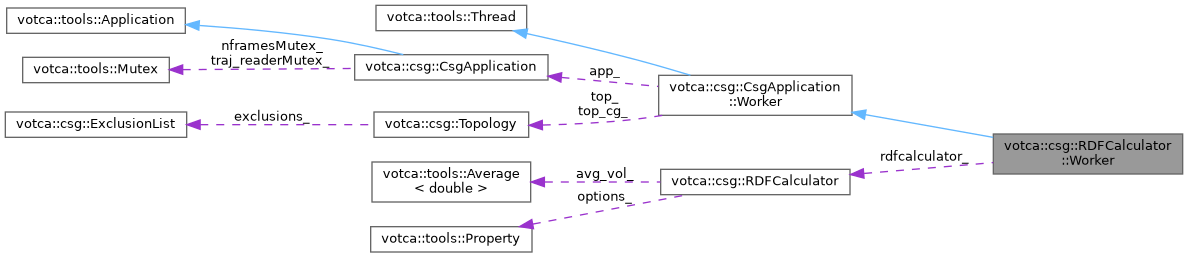 votca::tools::Application
votca::tools::Thread
nframesMutex_
traj_readerMutex_
votca::tools::Mutex
votca::csg::CsgApplication
app_
votca::csg::CsgApplication
::Worker
top_
top_cg_
exclusions_
votca::csg::ExclusionList
votca::csg::Topology
votca::csg::RDFCalculator
::Worker
rdfcalculator_
votca::tools::Average
< double >
avg_vol_
votca::csg::RDFCalculator
options_
votca::tools::Property